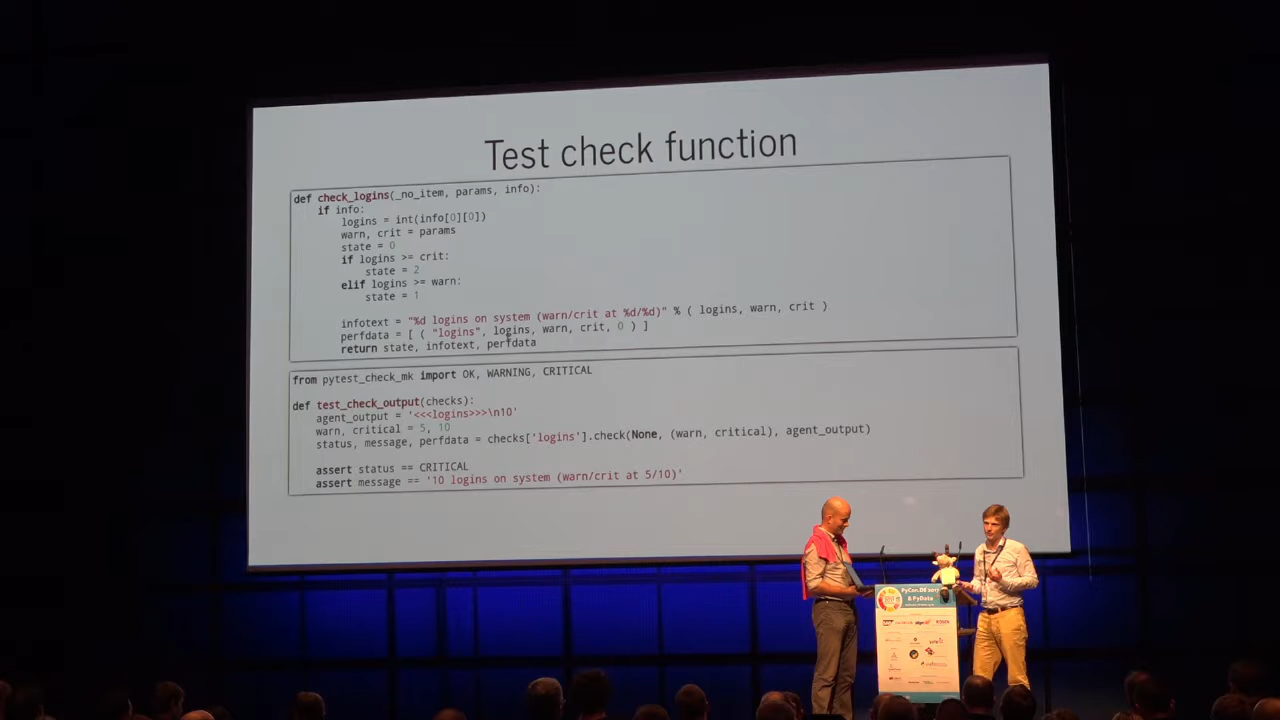 Test check function
def check_logins(_no_item, params, info):
if info:
logins = int(info[0][0])
warn, crit = params
state = 0
if logins >= crit:
state = 2
elif logins >= warn:
state = 1
infotext = "%d logins on system (warn/crit at %d/%d)" % ( logins, warn, crit )
perfdata = [ ( "logins", logins, warn, crit, 0 ) ]
return state, infotext, perfdata
from pytest_check_mk import OK, WARNING, CRITICAL
def test_check_output(checks):
agent_output = '<<<logins>>>\n10'
warn, critical = 5, 10
status, message, perfdata = checks['logins'].check(None, (warn, critical), agent_output)
assert status == CRITICAL
assert message == '10 logins on system (warn/crit at 5/10)'
PyCon.DE 2017
& PyData